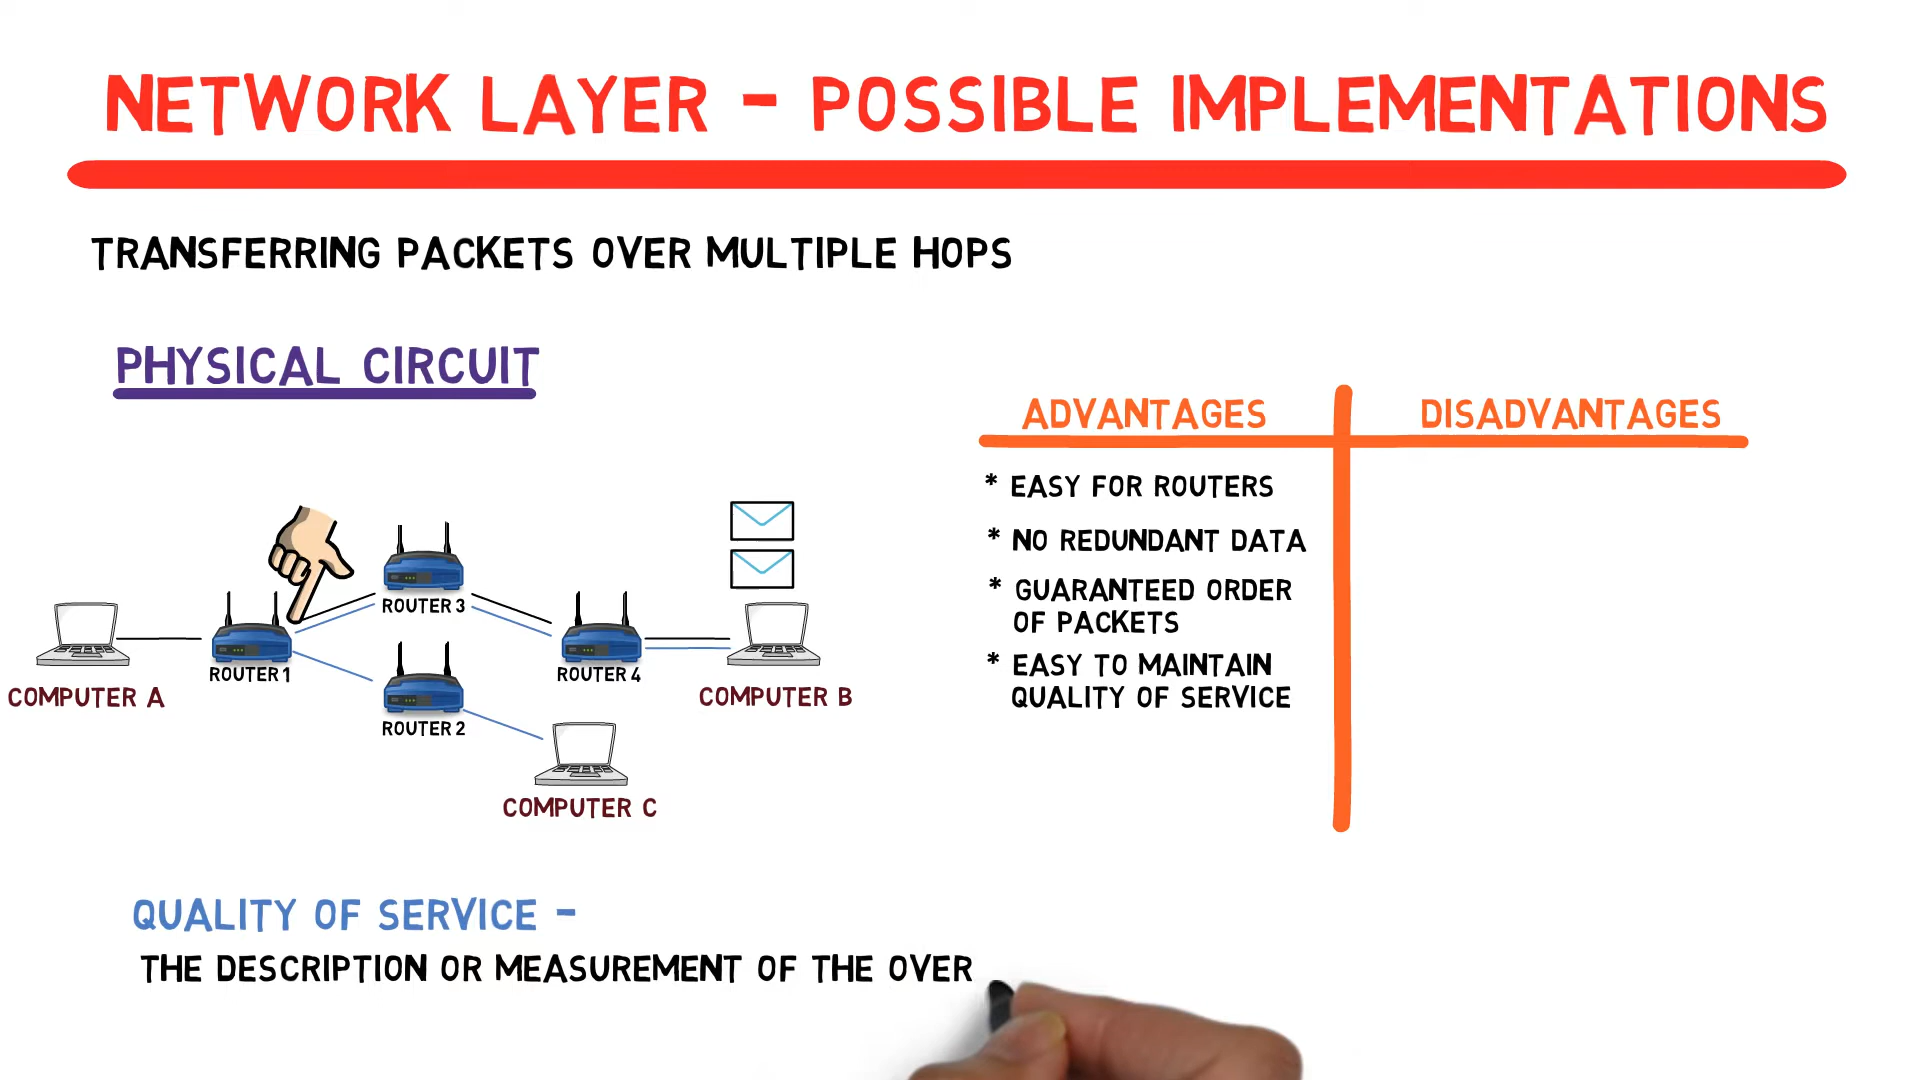 NETWORK LAYER - POSSIBLE IMPLEMENTATIONS
TRANSFERRING PACKETS OVER MULTIPLE HOPS
PHYSICAL CIRCUIT
ADVANTAGES
DISADVANTAGES
* EASY FOR ROUTERS
* NO REDUNDANT DATA
* GUARANTEED ORDER
OF PACKETS
* EASY TO MAINTAIN
QUALITY OF SERVICE
ROUTER 3
ROUTER 1
ROUTER 4
COMPUTER A
COMPUTER B
ROUTER 2
COMPUTER C
QUALITY OF SERVICE -
THE DESCRIPTION OR MEASUREMENT OF THE OVER